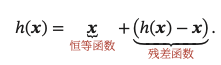 h(x) = x + (h(x) − x).
恒等函数 残差函数